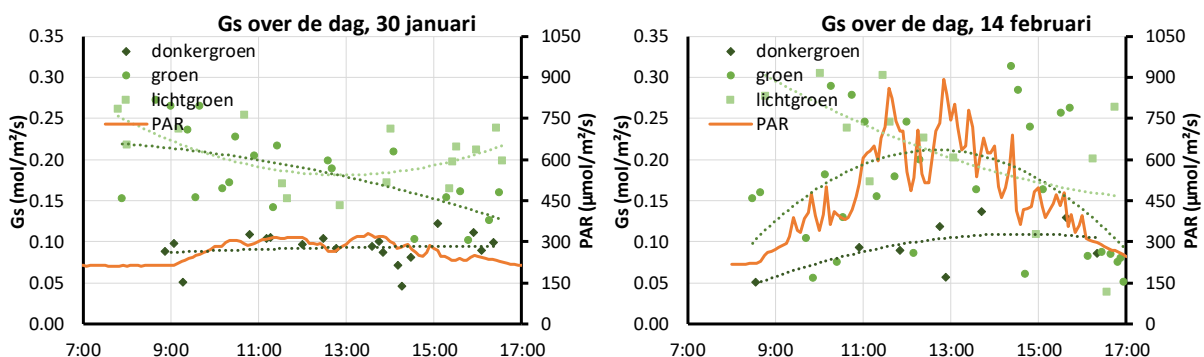 Gs over de dag, 30 januari
Gs (mol/m²/s)
0.35
0.30
0.25
0.20
0.15
0.10
0.05
0.00
donkergroen
groen
lichtgroen
PAR
1050
900
750
600
450
300
150
0
PAR (µmol/m²/s)
7:00 9:00 11:00 13:00 15:00 17:00
Gs over de dag, 14 februari
Gs (mol/m²/s)
0.35
0.30
0.25
0.20
0.15
0.10
0.05
0.00
donkergroen
groen
lichtgroen
PAR
1050
900
750
600
450
300
150
0
PAR (µmol/m²/s)
7:00 9:00 11:00 13:00 15:00 17:00